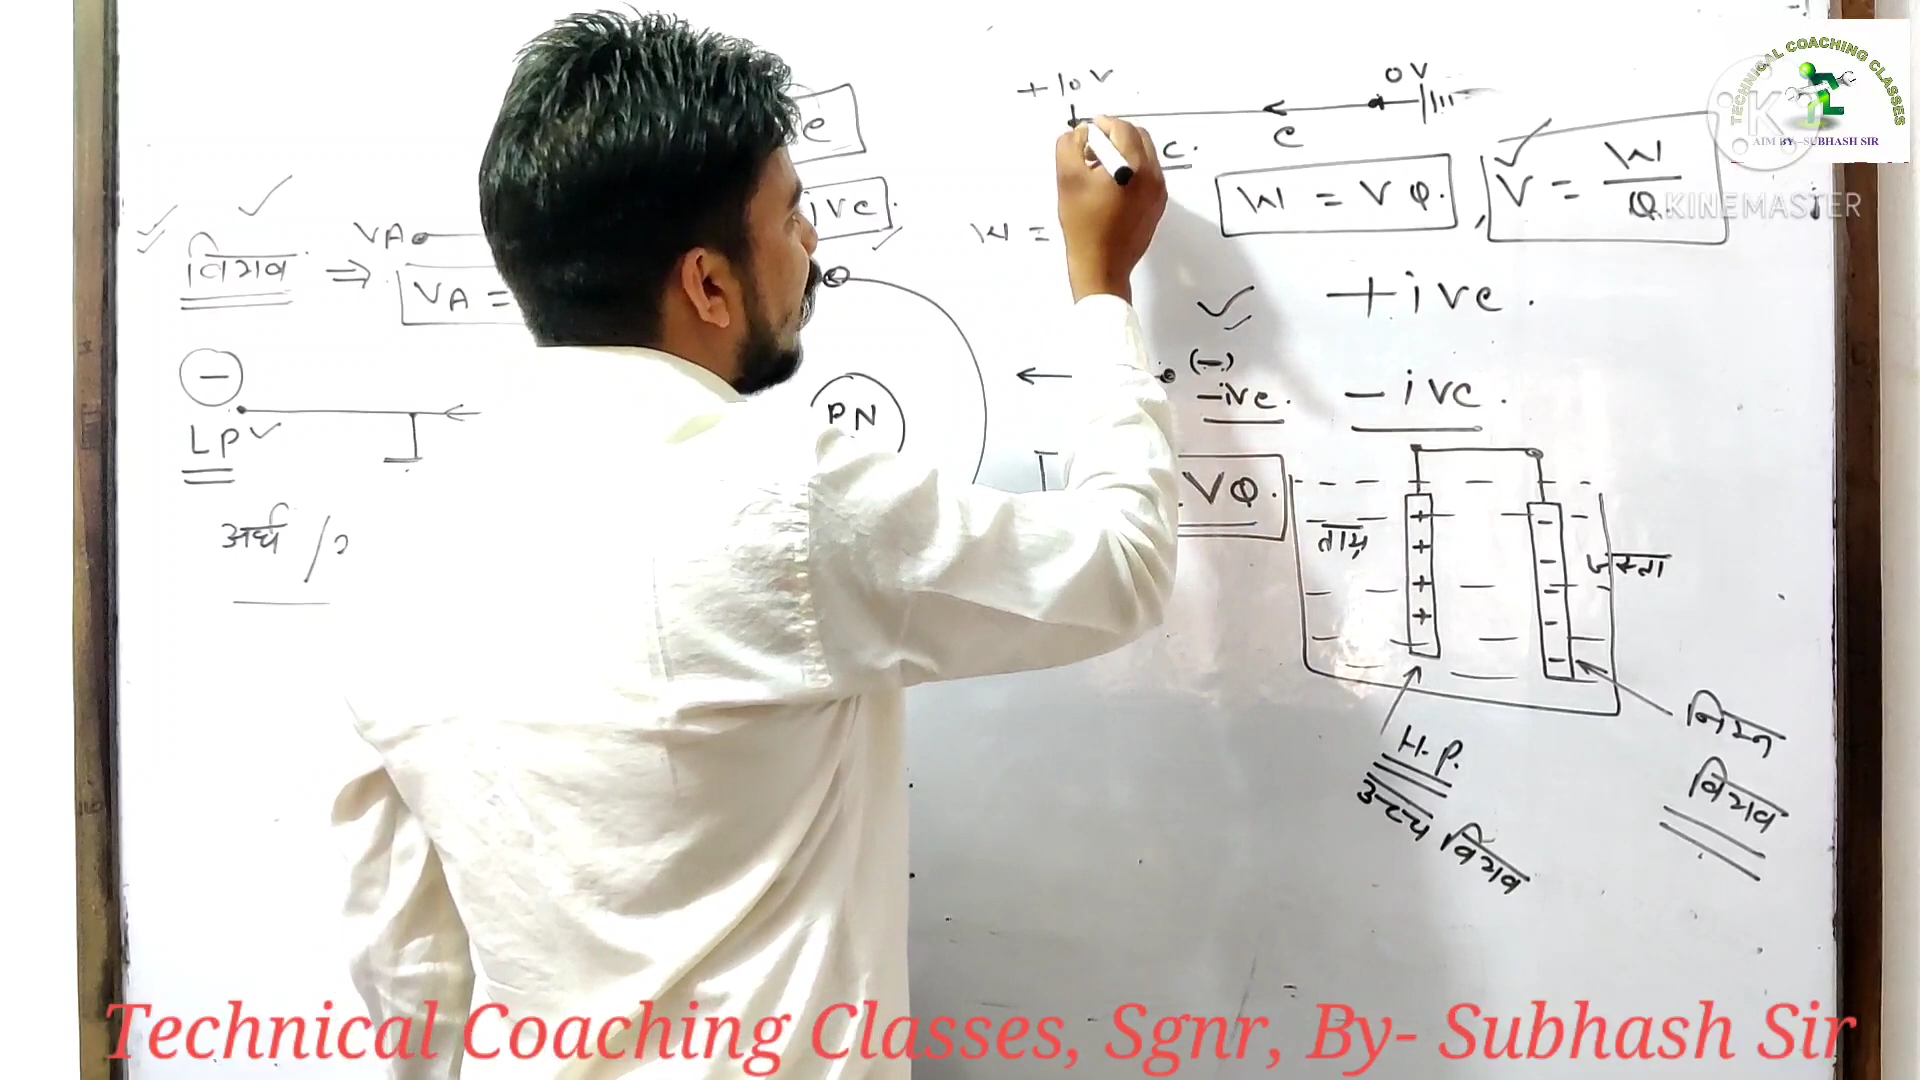 +10V
0V
e
e
c.
W = VQ.
, V = W/Q.
TECHNICAL COACHING CLASSES
AIM BY-SUBHASH SIR
KINEMASTER
ive.
W =
VA
विभव ⇒
VA =
+ive.
(-)
-ive.
-ive.
PN
−
LP
VQ.
अर्थ /
ताम्र
+
+
+
+
-
-
-
-
-
जस्ता
H.P.
उच्च विभव
निम्न
विभव
Technical Coaching Classes, Sgnr, By- Subhash Sir